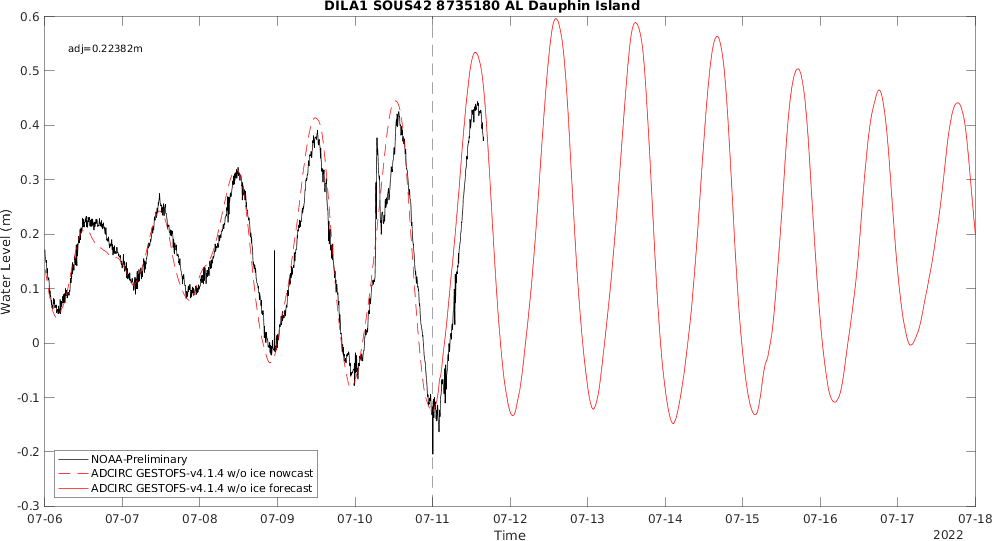 DILA1 SOUS42 8735180 AL Dauphin Island
adj=0.22382m
0.6
0.5
0.4
0.3
0.2
0.1
0
-0.1
-0.2
-0.3
Water Level (m)
NOAA-Preliminary
ADCIRC GESTOFS-v4.1.4 w/o ice nowcast
ADCIRC GESTOFS-v4.1.4 w/o ice forecast
07-06 07-07 07-08 07-09 07-10 07-11 07-12 07-13 07-14 07-15 07-16 07-17 07-18
Time
2022